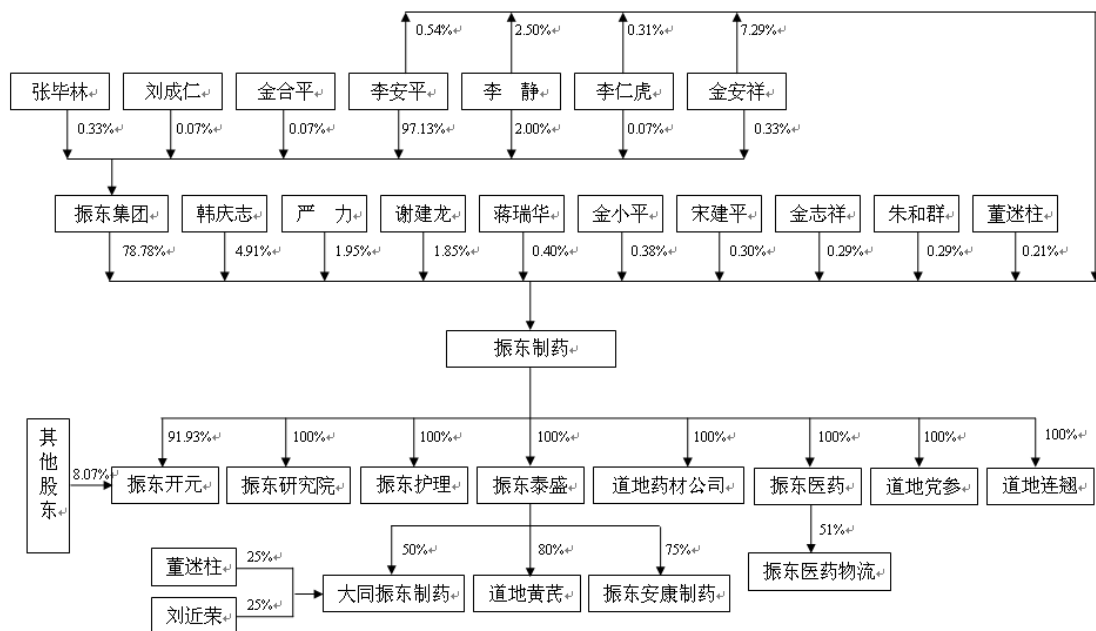 0.54%↵ 2.50%↵ 0.31%↵ 7.29%↵
张毕林↵ 刘成仁↵ 金合平↵ 李安平↵ 李 静↵ 李仁虎↵ 金安祥↵
0.33%↵ 0.07%↵ 0.07%↵ 97.13%↵ 2.00%↵ 0.07%↵ 0.33%↵
振东集团↵ 韩庆志↵ 严 力↵ 谢建龙↵ 蒋瑞华↵ 金小平↵ 宋建平↵ 金志祥↵ 朱和群↵ 董迷柱↵
78.78%↵ 4.91%↵ 1.95%↵ 1.85%↵ 0.40%↵ 0.38%↵ 0.30%↵ 0.29%↵ 0.29%↵ 0.21%↵
振东制药↵
91.93%↵ 100%↵ 100%↵ 100%↵ 100%↵ 100%↵ 100%↵ 100%↵
其他股东↵ 8.07%↵ 振东开元↵ 振东研究院↵ 振东护理↵ 振东泰盛↵ 道地药材公司↵ 振东医药↵ 道地党参↵ 道地连翘↵
50%↵ 80%↵ 75%↵ 51%↵
董迷柱↵ 25%↵
大同振东制药↵ 道地黄芪↵ 振东安康制药↵ 振东医药物流↵
刘近荣↵ 25%↵